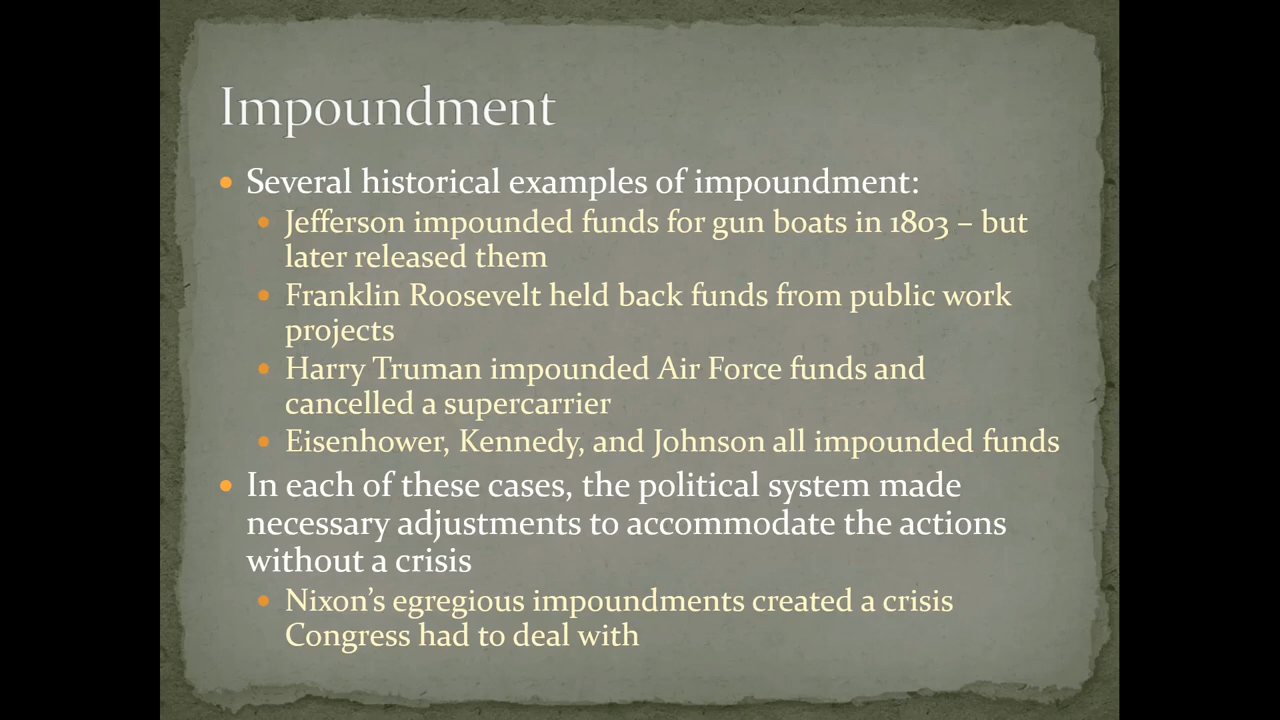 Impoundment
• Several historical examples of impoundment:
• Jefferson impounded funds for gun boats in 1803 – but
later released them
• Franklin Roosevelt held back funds from public work
projects
• Harry Truman impounded Air Force funds and
cancelled a supercarrier
• Eisenhower, Kennedy, and Johnson all impounded funds
• In each of these cases, the political system made
necessary adjustments to accommodate the actions
without a crisis
• Nixon’s egregious impoundments created a crisis
Congress had to deal with